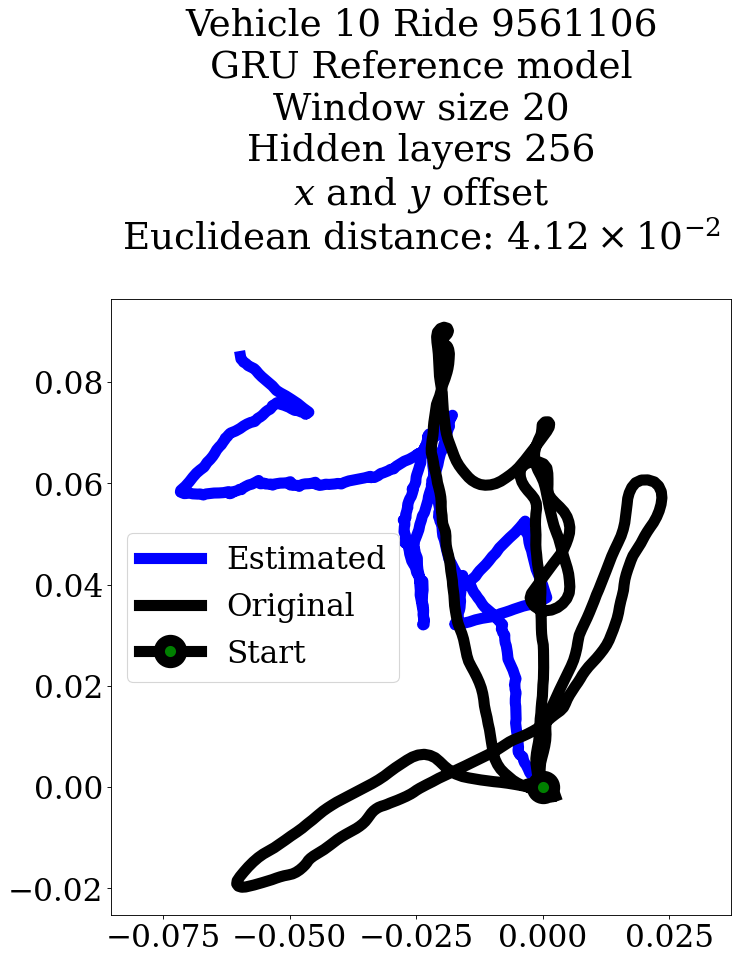 Vehicle 10 Ride 9561106
GRU Reference model
Window size 20
Hidden layers 256
x and y offset
Euclidean distance: 4.12 × 10⁻²
0.08
0.06
0.04
0.02
0.00
−0.02
Estimated
Original
Start
−0.075 −0.050 −0.025 0.000 0.025